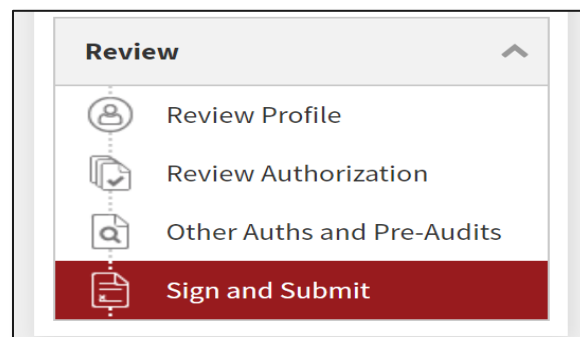 Review
Review Profile
Review Authorization
Other Auths and Pre-Audits
Sign and Submit